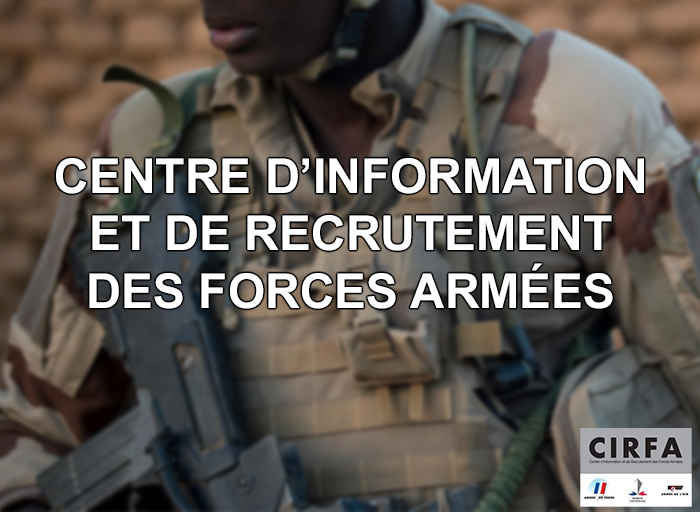 CENTRE D’INFORMATION
ET DE RECRUTEMENT
DES FORCES ARMÉES
CIRFA
Centre d'Information et de Recrutement des Forces Armées
ARMÉE DE TERRE
MARINE NATIONALE
ARMÉE DE L'AIR